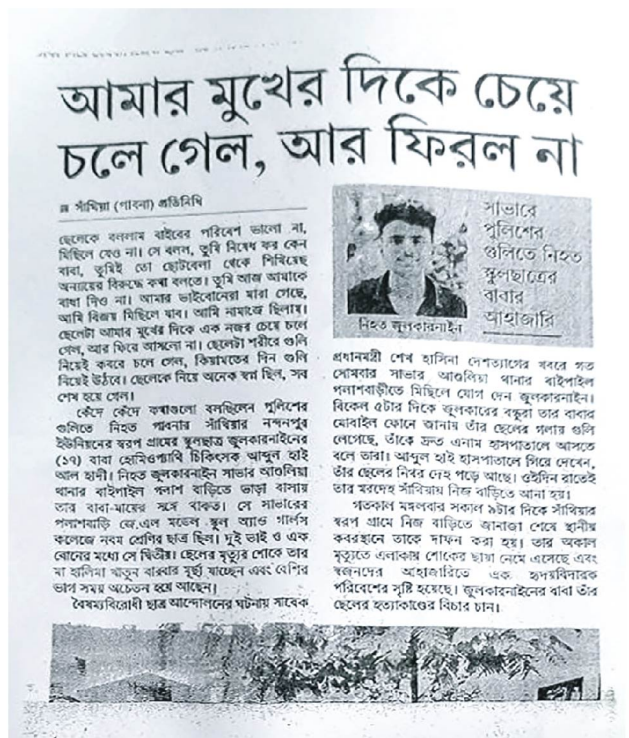 আমার মুখের দিকে চেয়ে
চলে গেল, আর ফিরল না
সাঁথিয়া (পাবনা) প্রতিনিধি
ছেলেকে বললাম বাইরের পরিবেশ ভালো না,
মিছিলে যেও না। সে বলল, তুমি নিষেধ কর কেন
বাবা, তুমিই তো ছোটবেলা থেকে শিখিয়েছ
অন্যায়ের বিরুদ্ধে কথা বলতে। তুমি আজ আমাকে
বাধা দিও না। আমার ভাইবোনেরা মারা গেছে,
আমি বিজয় মিছিলে যাব। আমি নামাজে ছিলাম।
ছেলেটা আমার মুখের দিকে এক নজর চেয়ে চলে
গেল, আর ফিরে আসলো না। ছেলেটা শরীরে গুলি
নিয়েই কবরে চলে গেল, কিয়ামতের দিন গুলি
নিয়েই উঠবে। ছেলেকে নিয়ে অনেক স্বপ্ন ছিল, সব
শেষ হয়ে গেল।
কেঁদে কেঁদে কথাগুলো বলছিলেন পুলিশের
গুলিতে নিহত পাবনার সাঁথিয়ার নন্দনপুর
ইউনিয়নের স্বরপ গ্রামের স্কুলছাত্র জুলকারনাইনের
(১৭) বাবা হোমিওপ্যাথি চিকিৎসক আব্দুল হাই
আল হাদী। নিহত জুলকারনাইন সাভার আশুলিয়া
থানার বাইপাইল পলাশ বাড়িতে ভাড়া বাসায়
তার বাবা-মায়ের সঙ্গে থাকত। সে সাভারের
পলাশবাড়ি জে.এল মডেল স্কুল অ্যান্ড গার্লস
কলেজে নবম শ্রেণির ছাত্র ছিল। দুই ভাই ও এক
বোনের মধ্যে সে দ্বিতীয়। ছেলের মৃত্যুর শোকে তার
মা হালিমা খাতুন বারবার মূর্ছা যাচ্ছেন এবং বেশির
ভাগ সময় অচেতন হয়ে আছেন।
বৈষম্যবিরোধী ছাত্র আন্দোলনের ঘটনায় সাবেক
নিহত জুলকারনাইন
সাভারে
পুলিশের
গুলিতে নিহত
স্কুলছাত্রের
বাবার
আহাজারি
প্রধানমন্ত্রী শেখ হাসিনা দেশত্যাগের খবরে গত
সোমবার সাভার আশুলিয়া থানার বাইপাইল
পলাশবাড়ীতে মিছিলে যোগ দেন জুলকারনাইন।
বিকেল ৫টার দিকে জুলকারের বন্ধুরা তার বাবার
মোবাইল ফোনে জানায় তাঁর ছেলের গলায় গুলি
লেগেছে, তাঁকে দ্রুত এনাম হাসপাতালে আসতে
বলে তারা। আব্দুল হাই হাসপাতালে গিয়ে দেখেন,
তাঁর ছেলের নিথর দেহ পড়ে আছে। ওইদিন রাতেই
তার মরদেহ সাঁথিয়ায় নিজ বাড়িতে আনা হয়।
গতকাল মঙ্গলবার সকাল ৯টার দিকে সাঁথিয়ার
স্বরপ গ্রামে নিজ বাড়িতে জানাজা শেষে স্থানীয়
কবরস্থানে তাকে দাফন করা হয়। তার অকাল
মৃত্যুতে এলাকায় শোকের ছায়া নেমে এসেছে এবং
স্বজনদের আহাজারিতে এক হৃদয়বিদারক
পরিবেশের সৃষ্টি হয়েছে। জুলকারনাইনের বাবা তাঁর
ছেলের হত্যাকাণ্ডের বিচার চান।